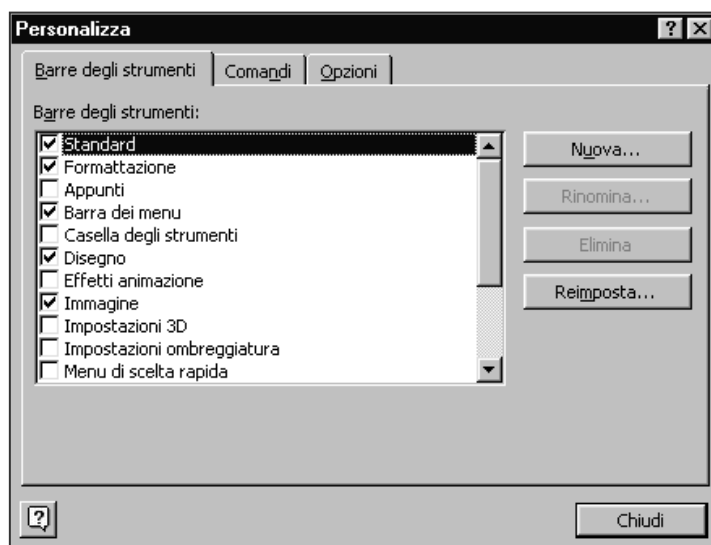 Personalizza
Barre degli strumenti Comandi Opzioni
Barre degli strumenti:
Standard
Formattazione
Appunti
Barra dei menu
Casella degli strumenti
Disegno
Effetti animazione
Immagine
Impostazioni 3D
Impostazioni ombreggiatura
Menu di scelta rapida
Nuova...
Rinomina...
Elimina
Reimposta...
Chiudi